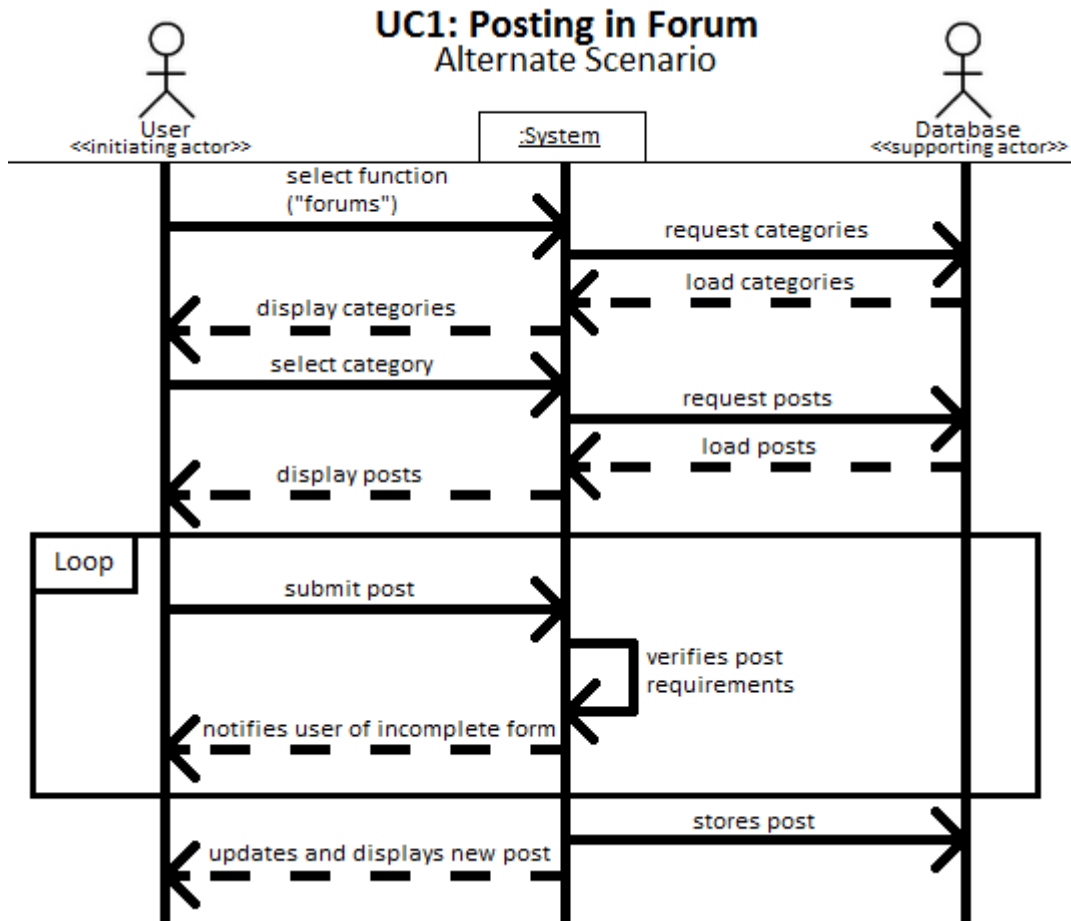 UC1: Posting in Forum
Alternate Scenario
User
<<initiating actor>>
:System
Database
<<supporting actor>>
select function
("forums")
request categories
load categories
display categories
select category
request posts
load posts
display posts
Loop
submit post
verifies post
requirements
notifies user of incomplete form
stores post
updates and displays new post